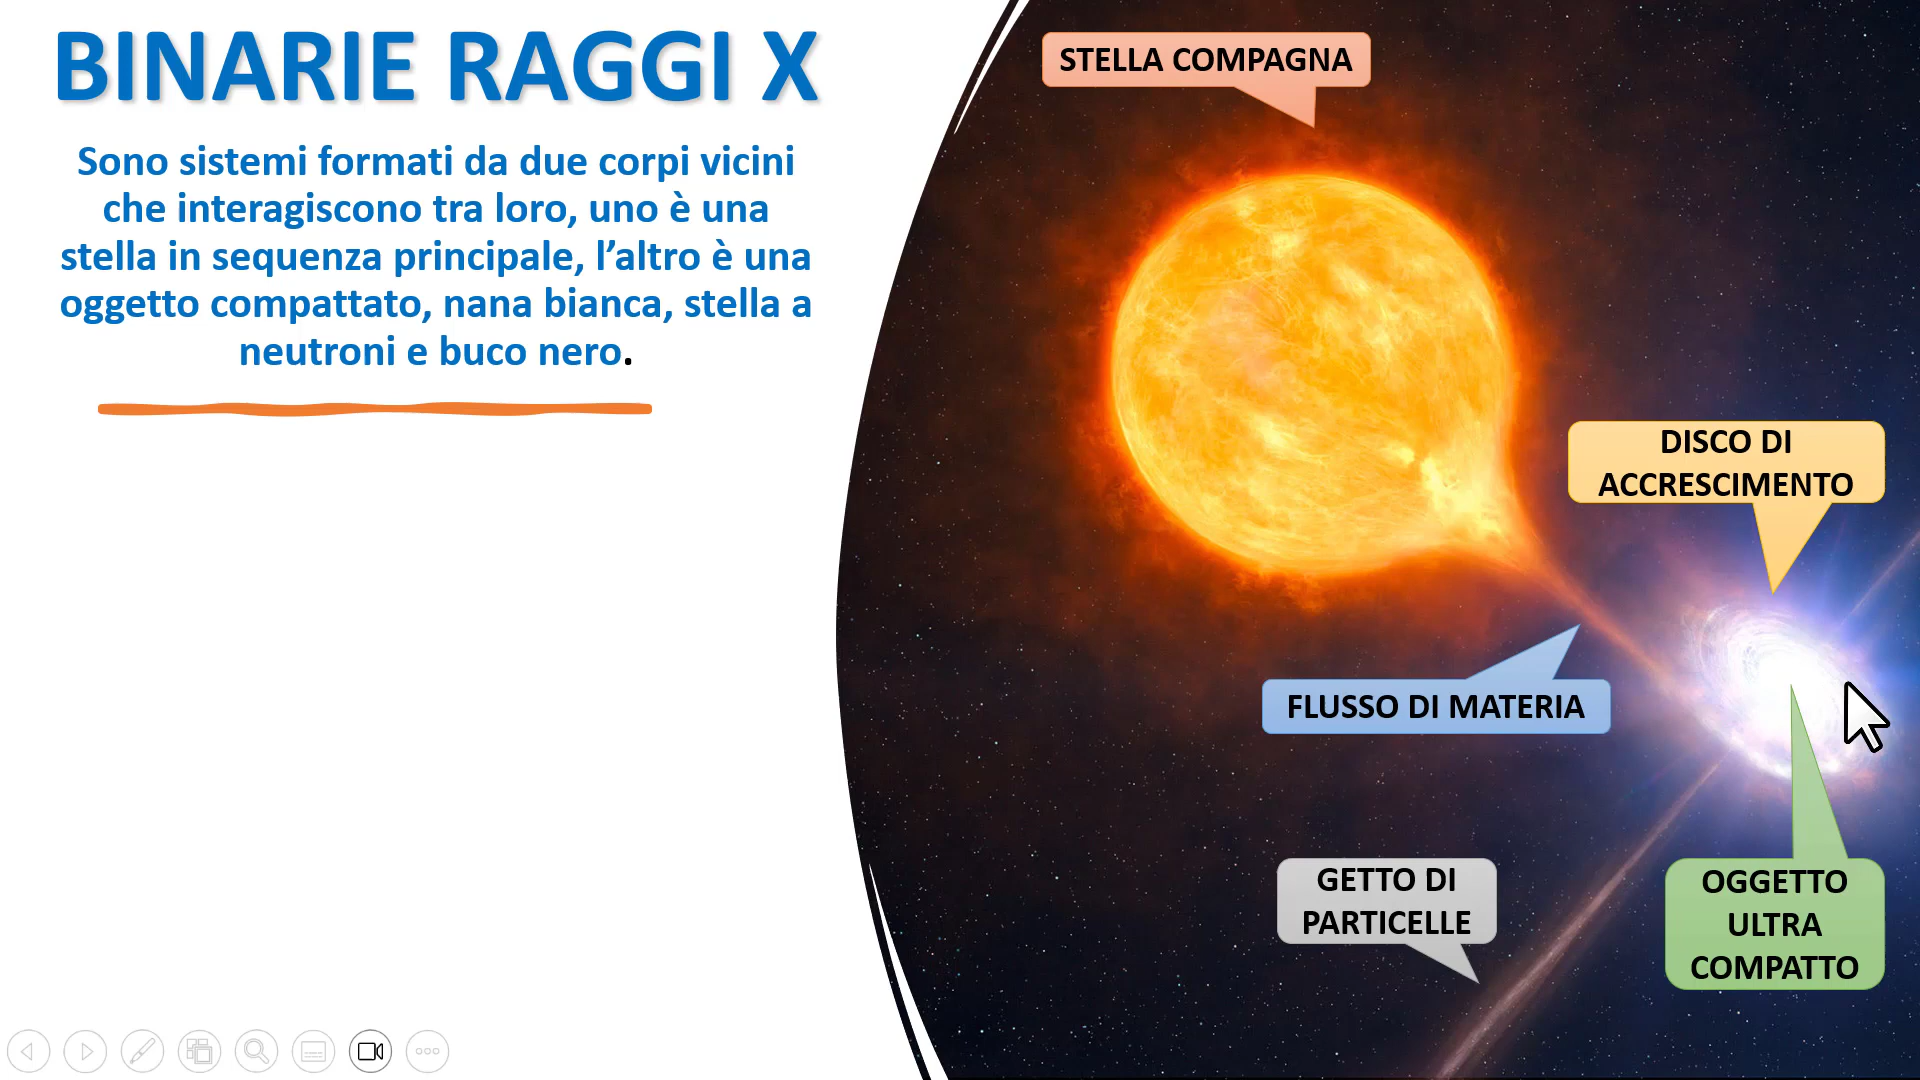 BINARIE RAGGI X
Sono sistemi formati da due corpi vicini
che interagiscono tra loro, uno è una
stella in sequenza principale, l’altro è una
oggetto compattato, nana bianca, stella a
neutroni e buco nero.
STELLA COMPAGNA
DISCO DI
ACCRESCIMENTO
FLUSSO DI MATERIA
GETTO DI
PARTICELLE
OGGETTO
ULTRA
COMPATTO